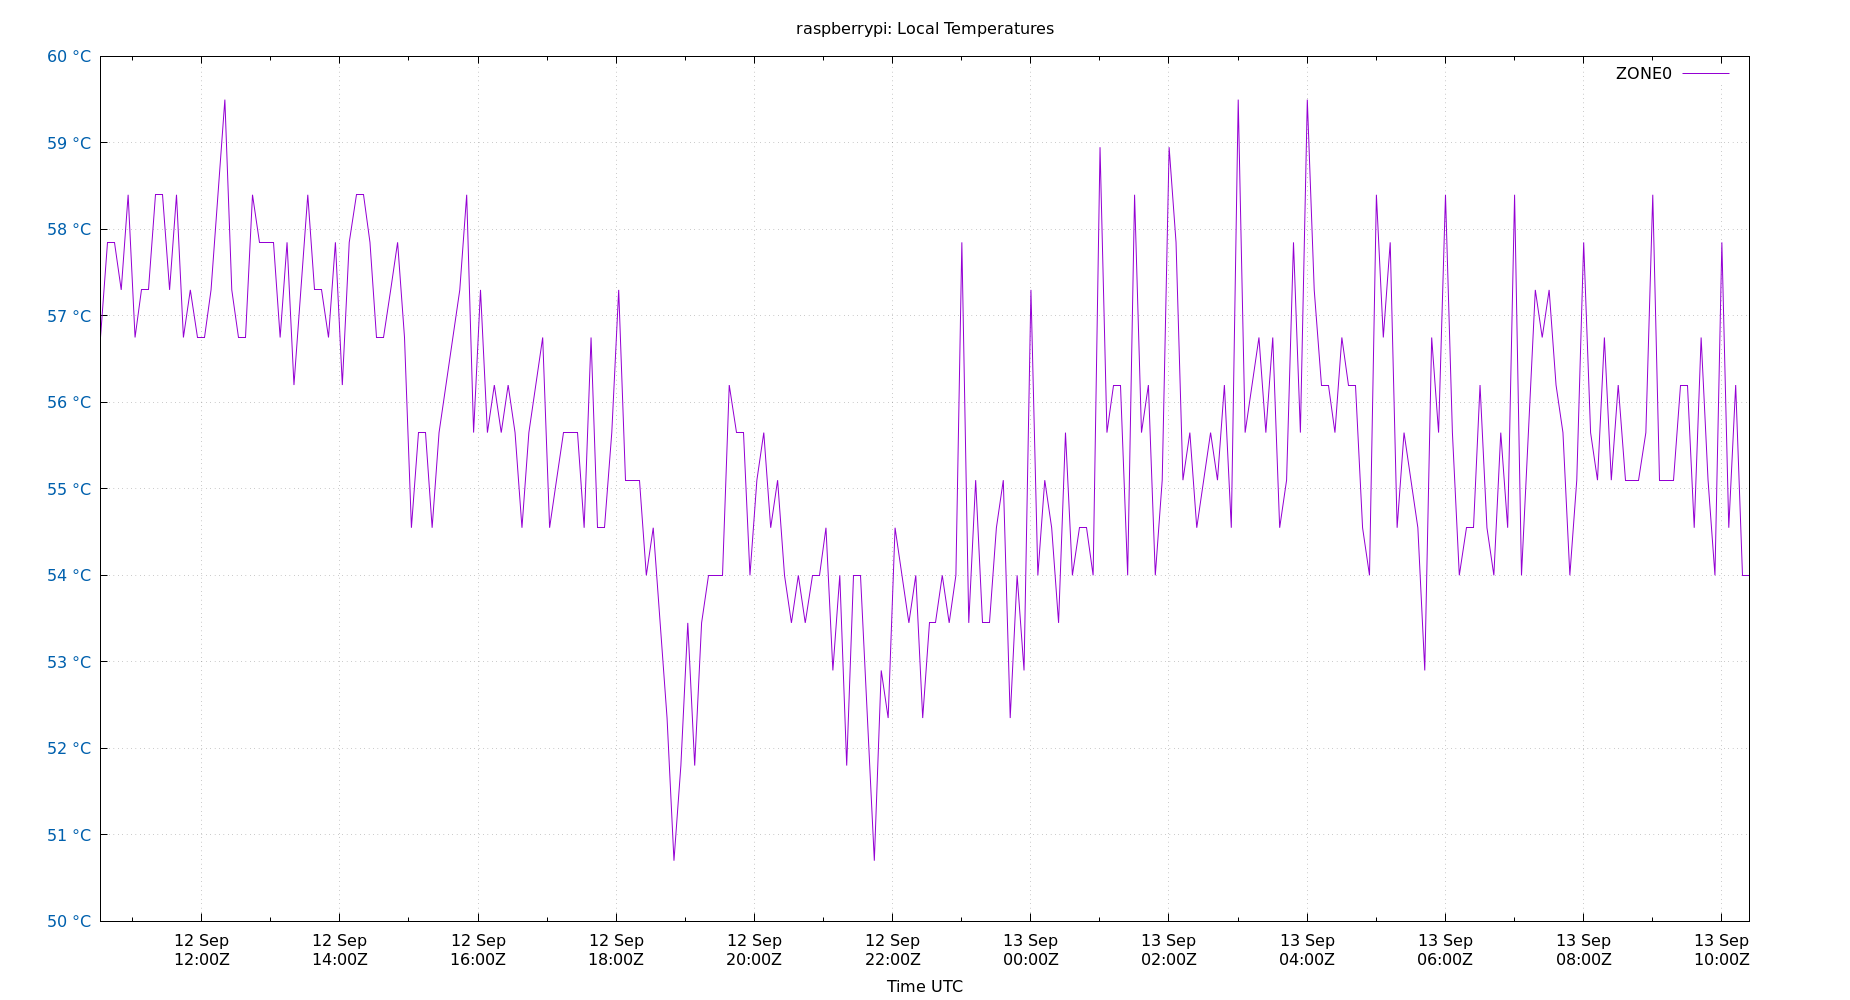 raspberrypi: Local Temperatures
ZONE0
60 °C
59 °C
58 °C
57 °C
56 °C
55 °C
54 °C
53 °C
52 °C
51 °C
50 °C
12 Sep 12 Sep 12 Sep 12 Sep 12 Sep 12 Sep 13 Sep 13 Sep 13 Sep 13 Sep 13 Sep 13 Sep
12:00Z 14:00Z 16:00Z 18:00Z 20:00Z 22:00Z 00:00Z 02:00Z 04:00Z 06:00Z 08:00Z 10:00Z
Time UTC